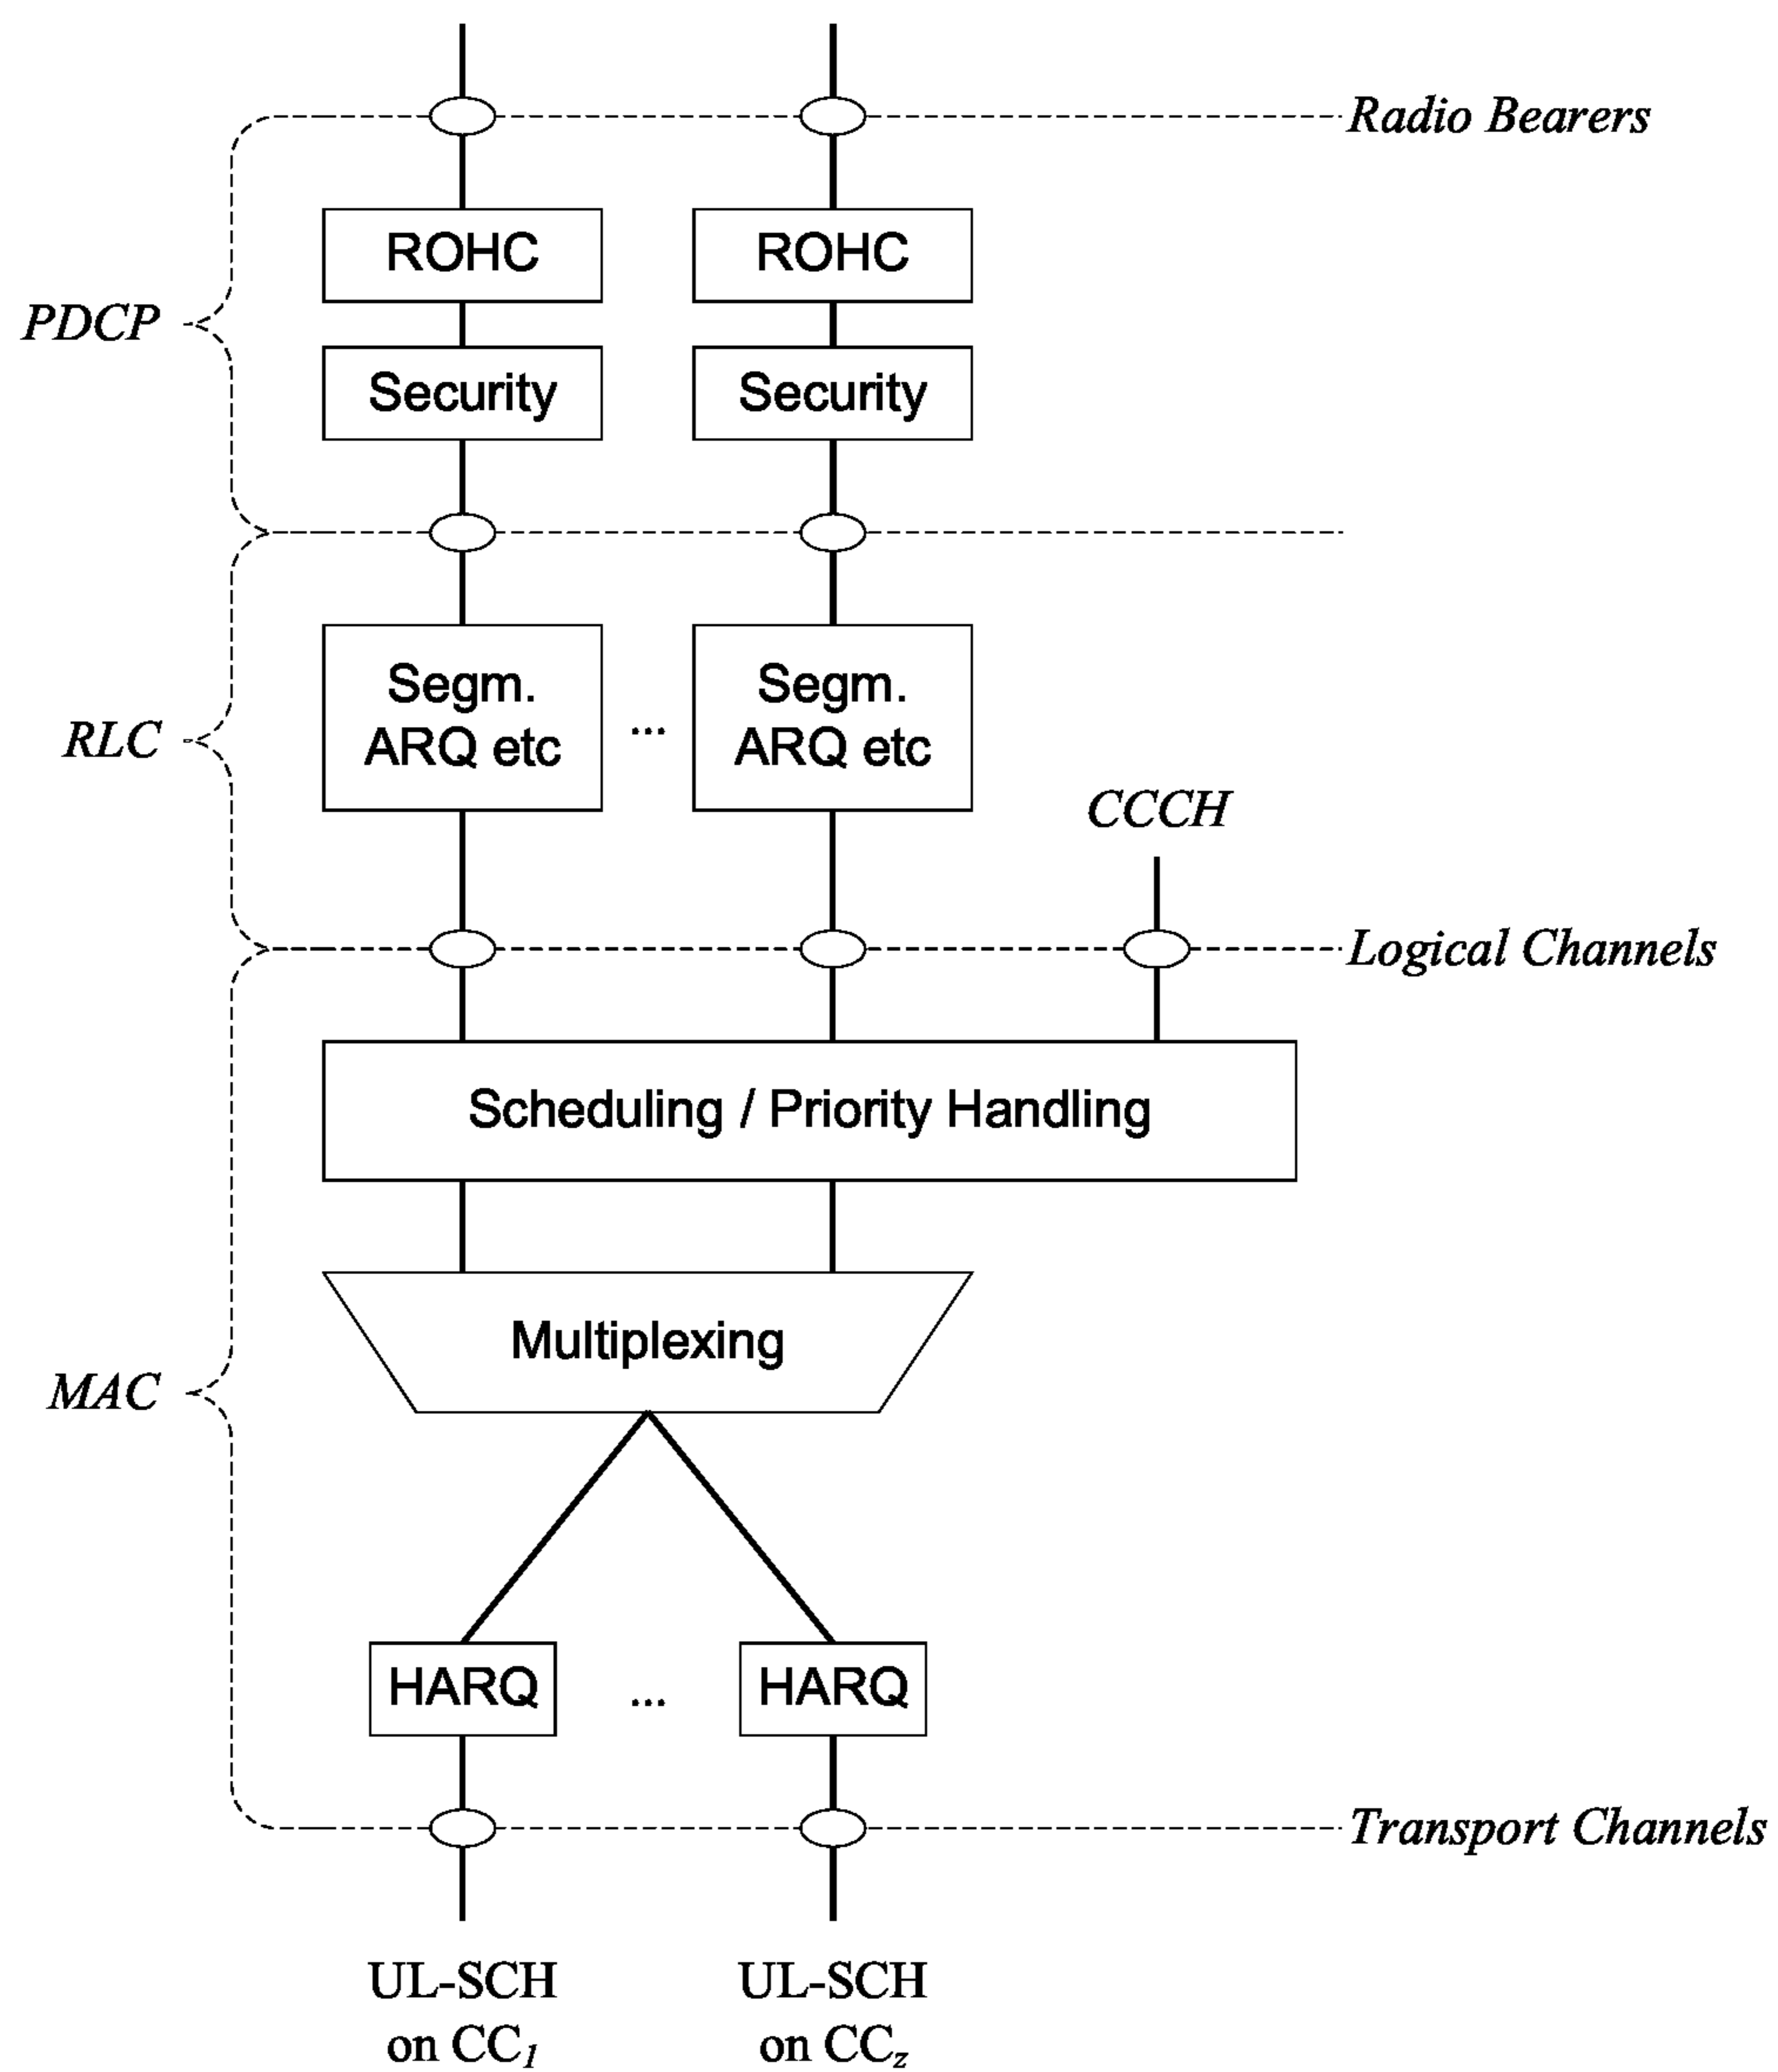 Radio Bearers
ROHC
ROHC
PDCP
Security
Security
Segm.
ARQ etc
...
Segm.
ARQ etc
RLC
CCCH
Logical Channels
Scheduling / Priority Handling
Multiplexing
MAC
HARQ
...
HARQ
Transport Channels
UL-SCH
on CC1
UL-SCH
on CCz